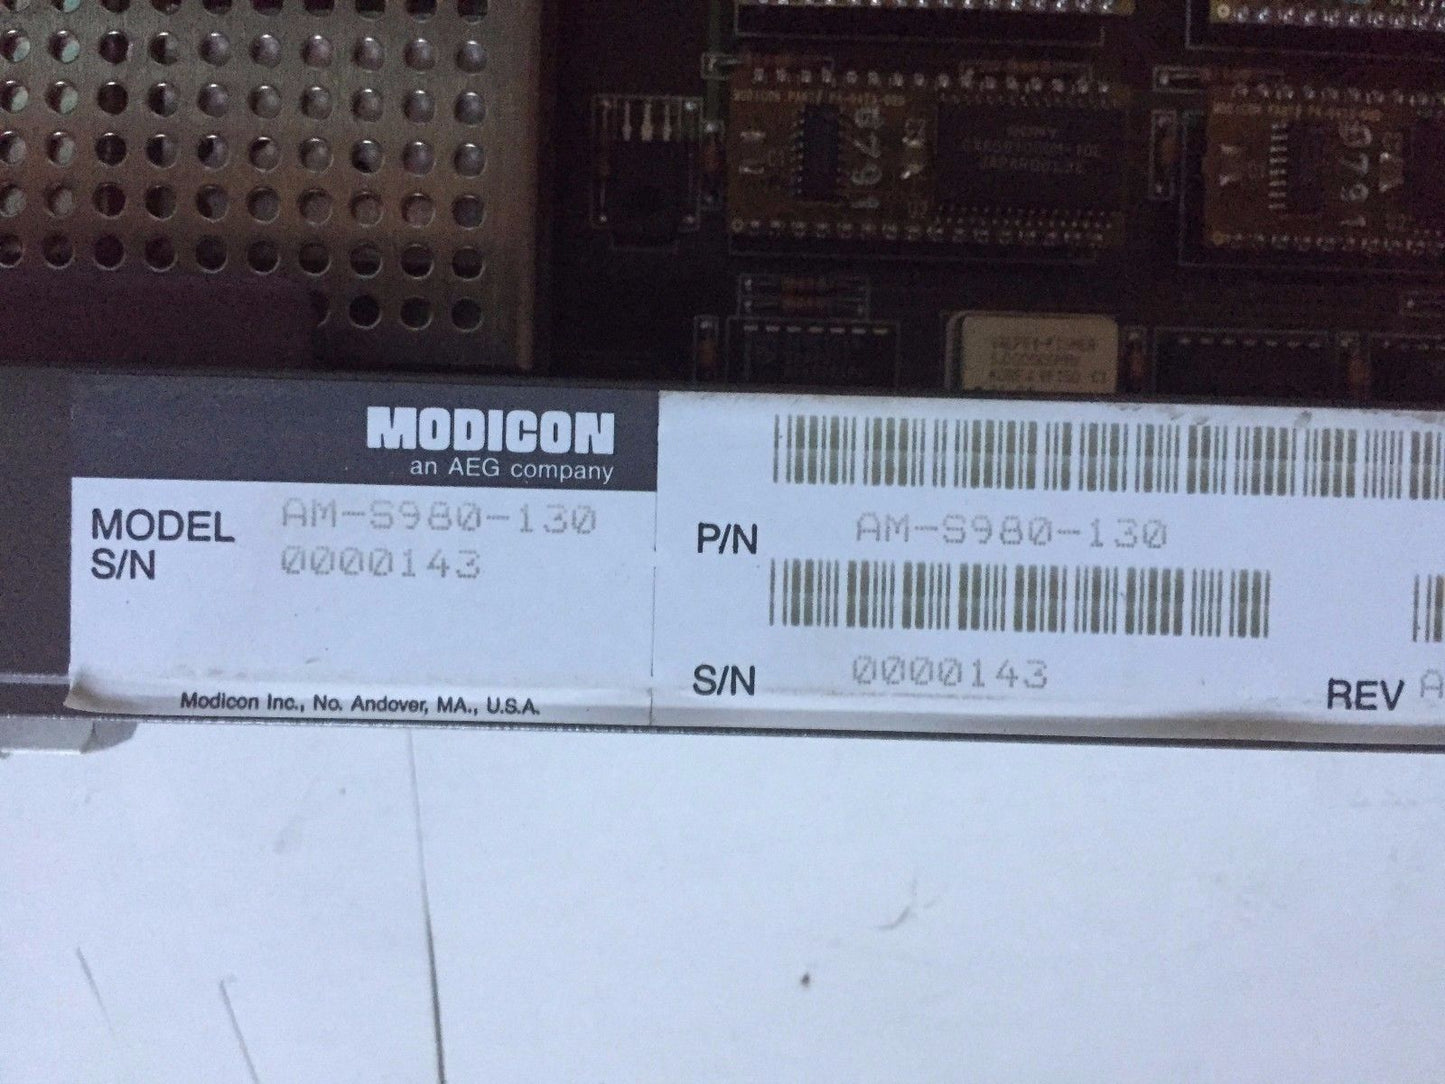 MODICON
an AEG company
MODEL AM-S980-130
S/N 0000143
Modicon Inc., No. Andover, MA., U.S.A.
P/N AM-S980-130
S/N 0000143
REV A